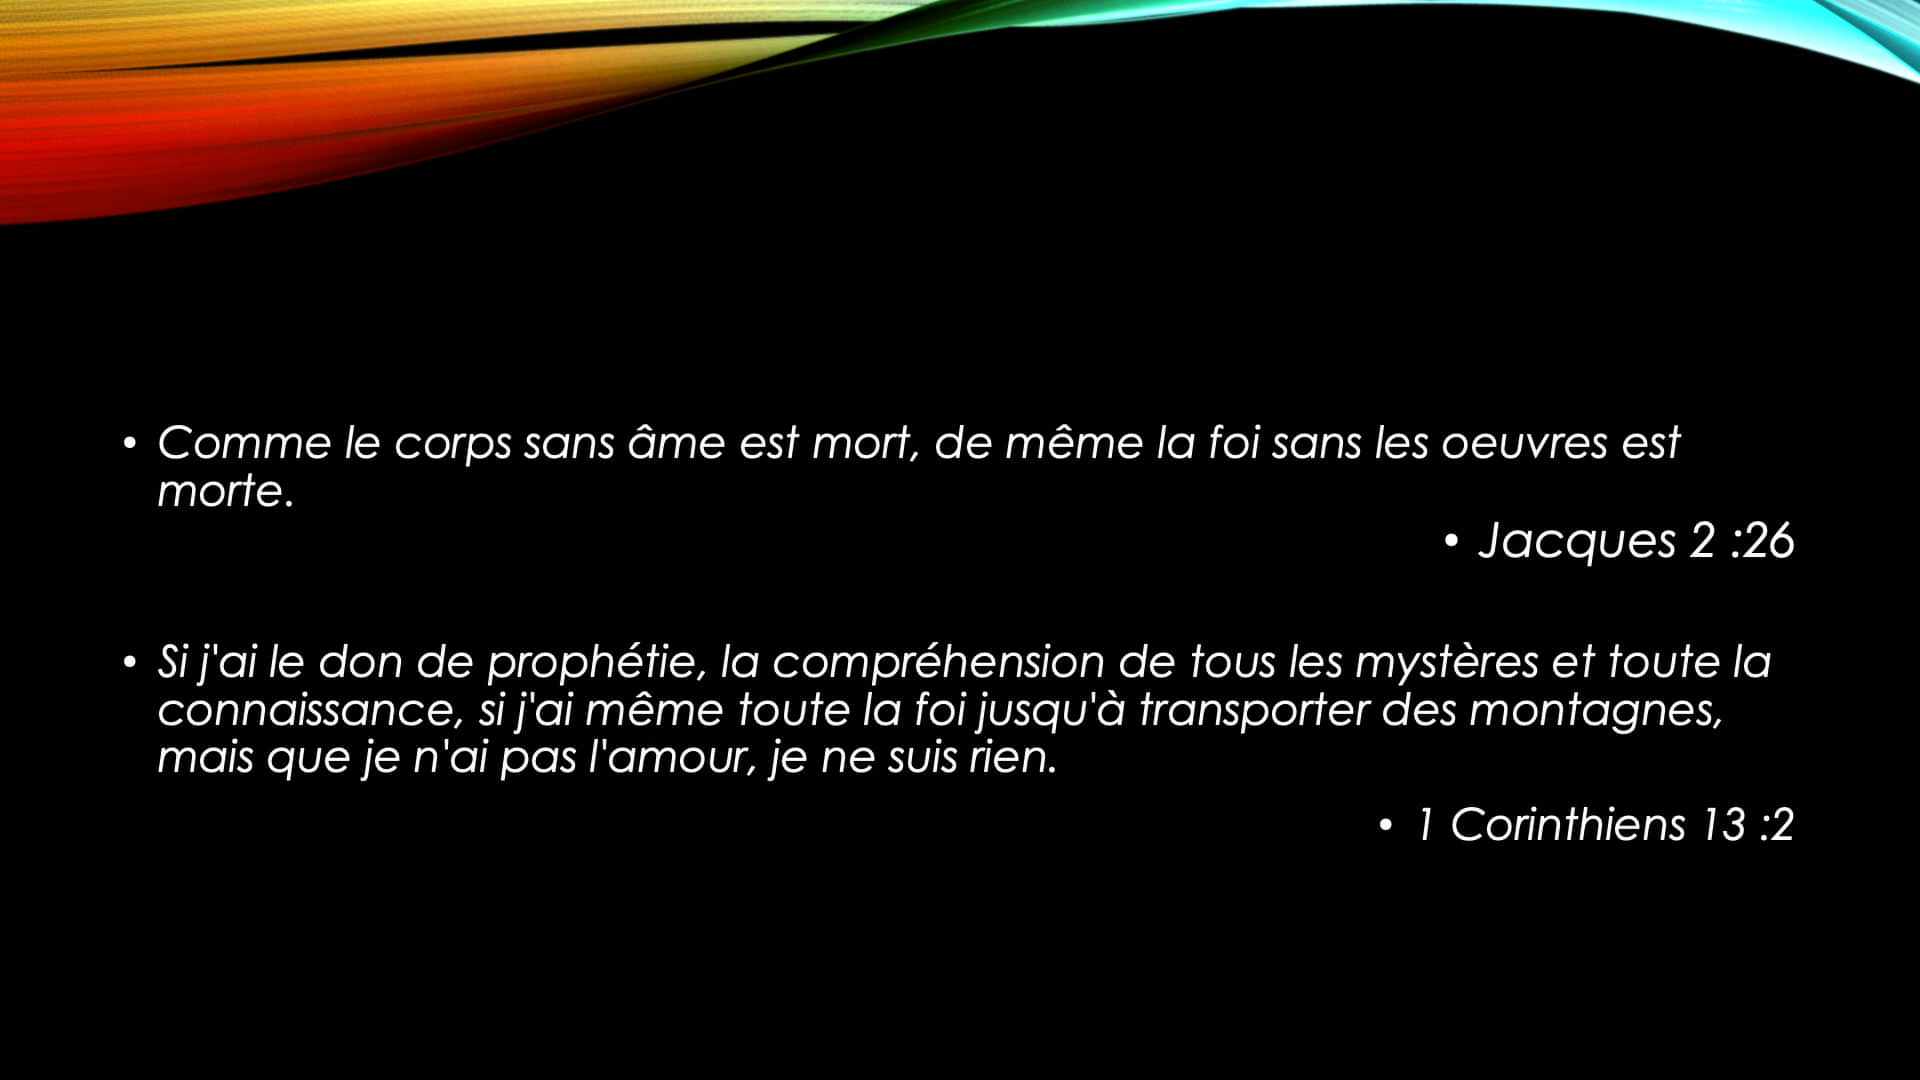 • Comme le corps sans âme est mort, de même la foi sans les oeuvres est
morte.
• Jacques 2 :26
• Si j'ai le don de prophétie, la compréhension de tous les mystères et toute la
connaissance, si j'ai même toute la foi jusqu'à transporter des montagnes,
mais que je n'ai pas l'amour, je ne suis rien.
• 1 Corinthiens 13 :2